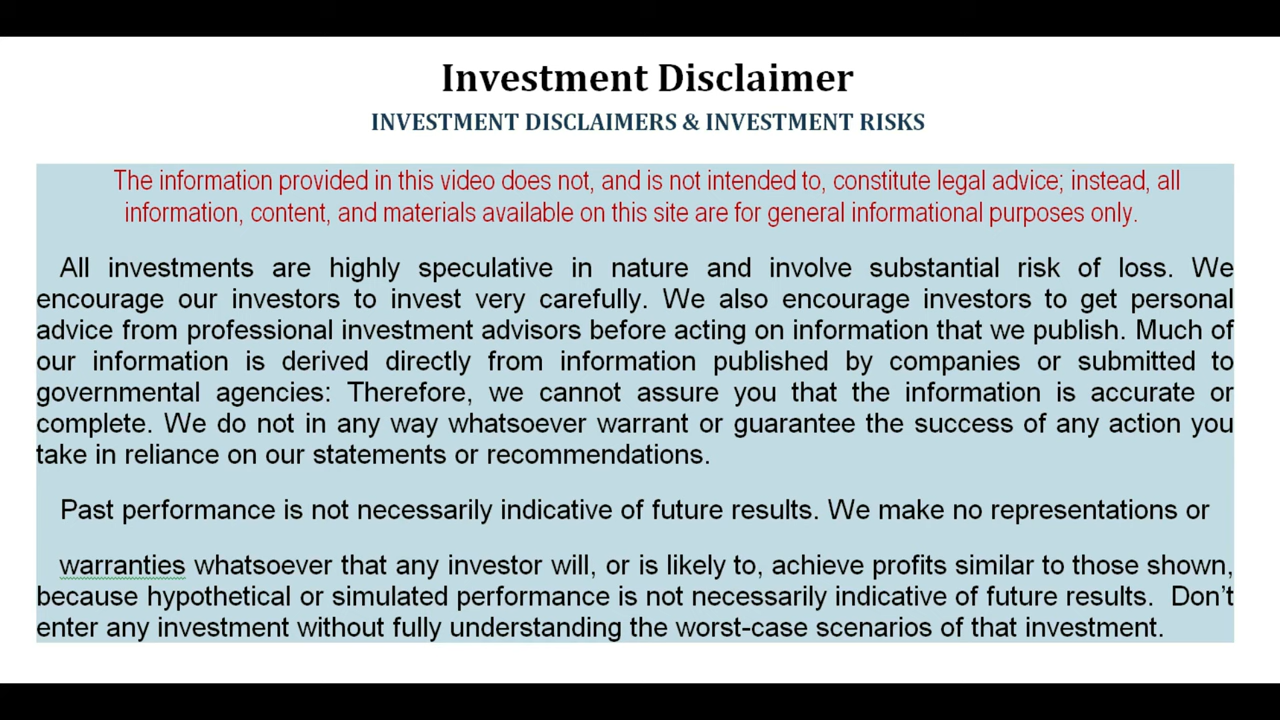 Investment Disclaimer
INVESTMENT DISCLAIMERS & INVESTMENT RISKS
The information provided in this video does not, and is not intended to, constitute legal advice; instead, all
information, content, and materials available on this site are for general informational purposes only.
All investments are highly speculative in nature and involve substantial risk of loss. We
encourage our investors to invest very carefully. We also encourage investors to get personal
advice from professional investment advisors before acting on information that we publish. Much of
our information is derived directly from information published by companies or submitted to
governmental agencies: Therefore, we cannot assure you that the information is accurate or
complete. We do not in any way whatsoever warrant or guarantee the success of any action you
take in reliance on our statements or recommendations.
Past performance is not necessarily indicative of future results. We make no representations or
warranties whatsoever that any investor will, or is likely to, achieve profits similar to those shown,
because hypothetical or simulated performance is not necessarily indicative of future results.  Don’t
enter any investment without fully understanding the worst-case scenarios of that investment.